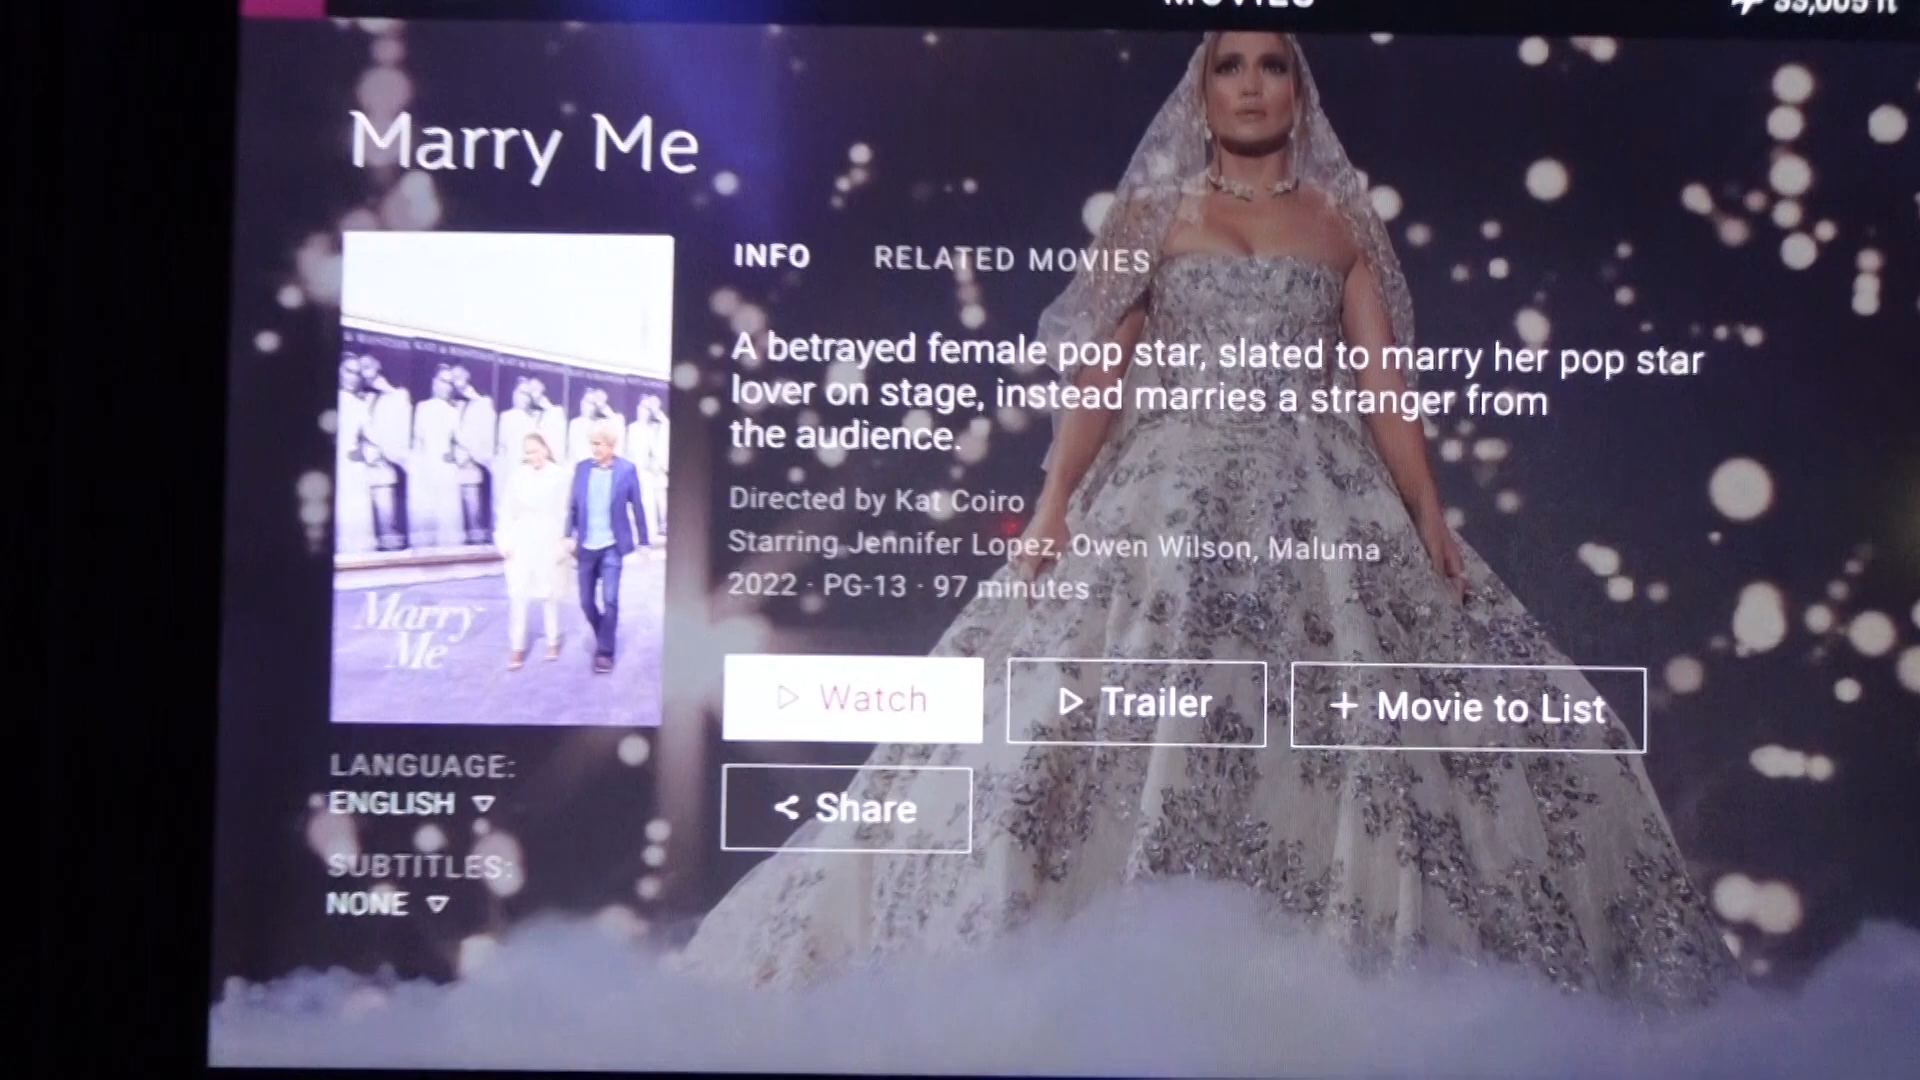 MOVIES
Marry Me
INFO RELATED MOVIES
A betrayed female pop star, slated to marry her pop star
lover on stage, instead marries a stranger from
the audience.
Directed by Kat Coiro
Starring Jennifer Lopez, Owen Wilson, Maluma
2022 · PG-13 · 97 minutes
Marry
Me
Watch
Trailer
+ Movie to List
Share
LANGUAGE:
ENGLISH
SUBTITLES:
NONE